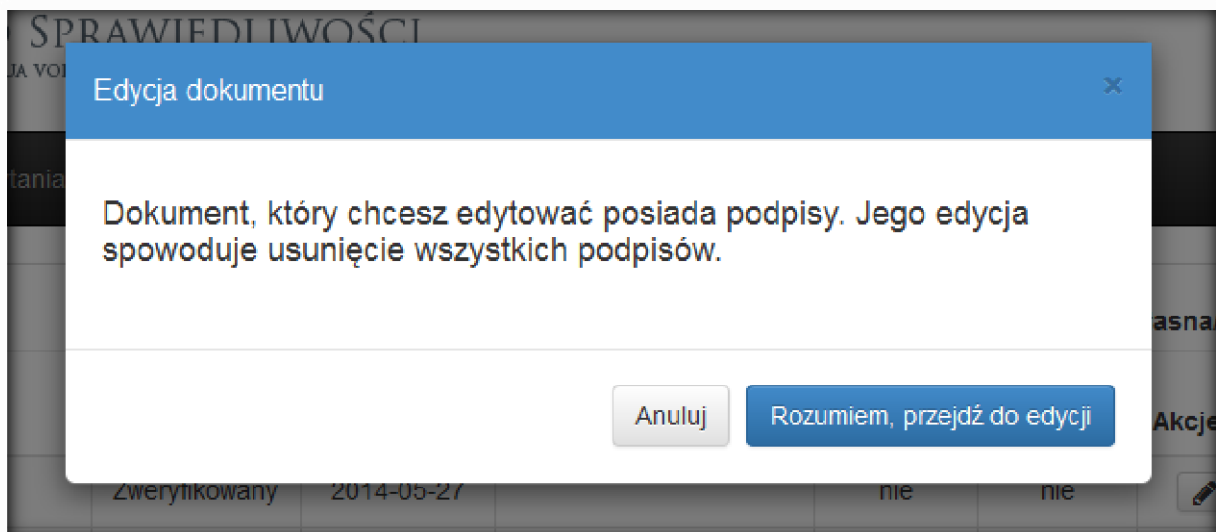 SPRAWIEDLIWOŚCI
Edycja dokumentu
×
Dokument, który chcesz edytować posiada podpisy. Jego edycja
spowoduje usunięcie wszystkich podpisów.
Anuluj
Rozumiem, przejdź do edycji
Akcje
Zweryfikowany 2014-05-27 nie nie